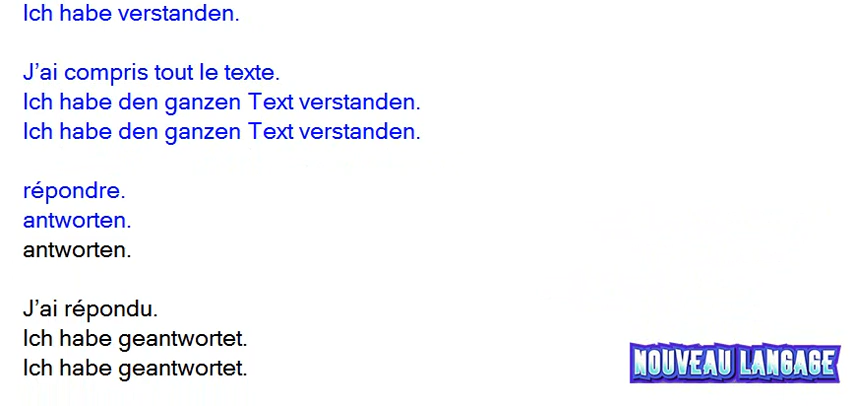 Ich habe verstanden.
J'ai compris tout le texte.
Ich habe den ganzen Text verstanden.
Ich habe den ganzen Text verstanden.
répondre.
antworten.
antworten.
J'ai répondu.
Ich habe geantwortet.
Ich habe geantwortet.
NOUVEAU LANGAGE